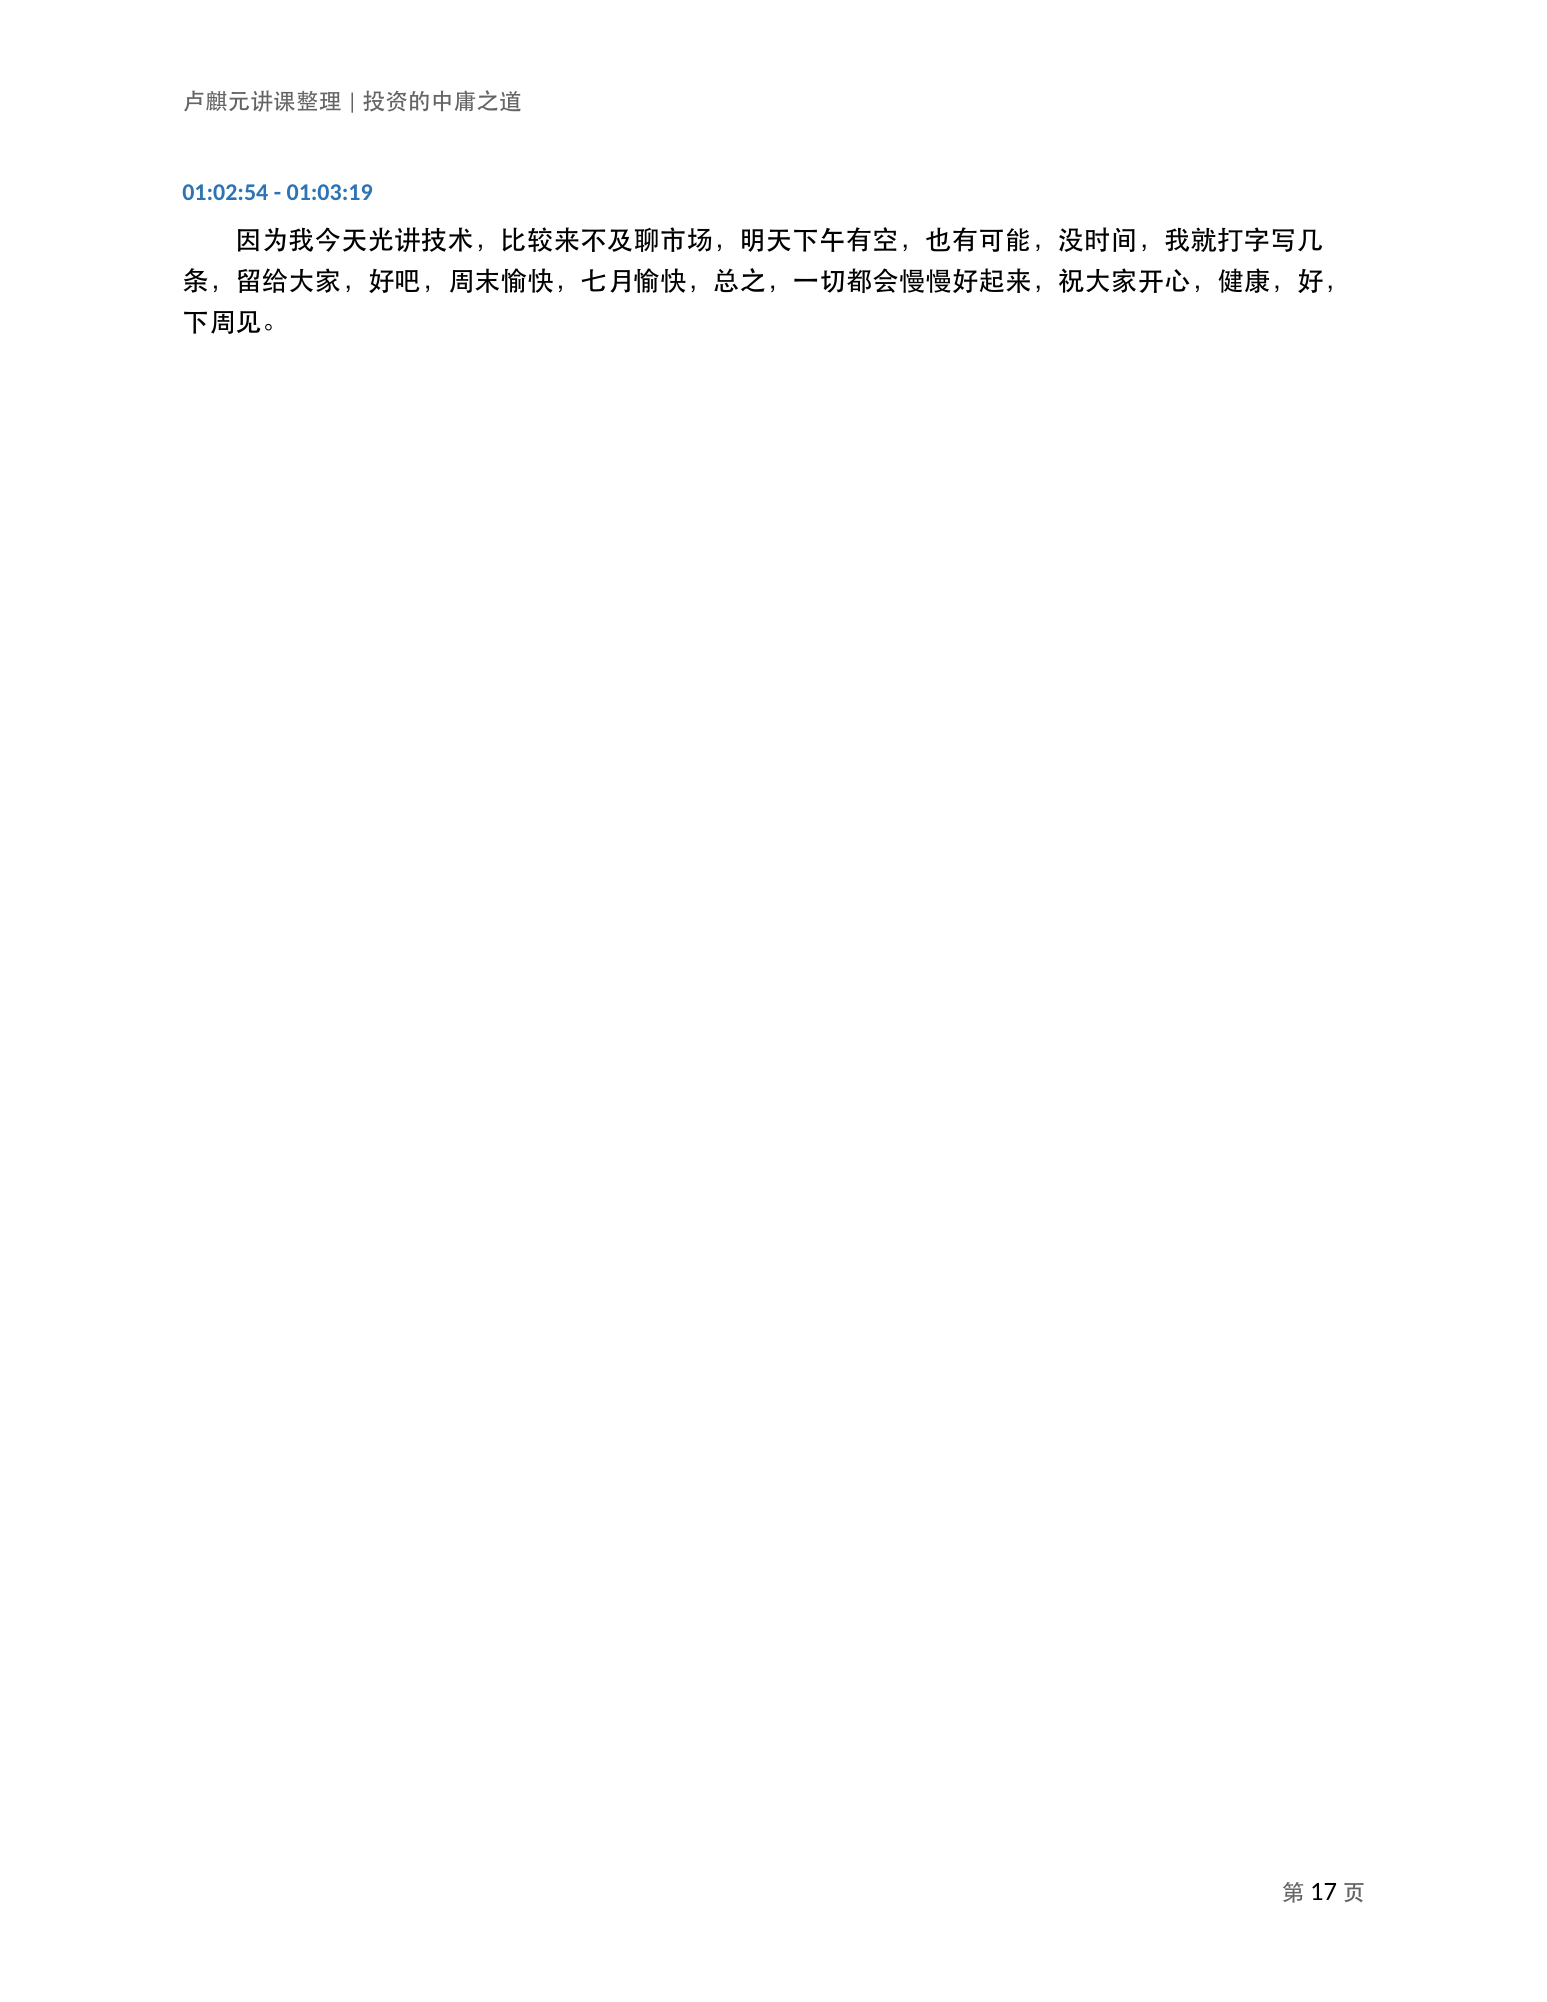 卢麒元讲课整理 | 投资的中庸之道
01:02:54 - 01:03:19
因为我今天光讲技术，比较来不及聊市场，明天下午有空，也有可能，没时间，我就打字写几
条，留给大家，好吧，周末愉快，七月愉快，总之，一切都会慢慢好起来，祝大家开心，健康，好，
下周见。
第 17 页